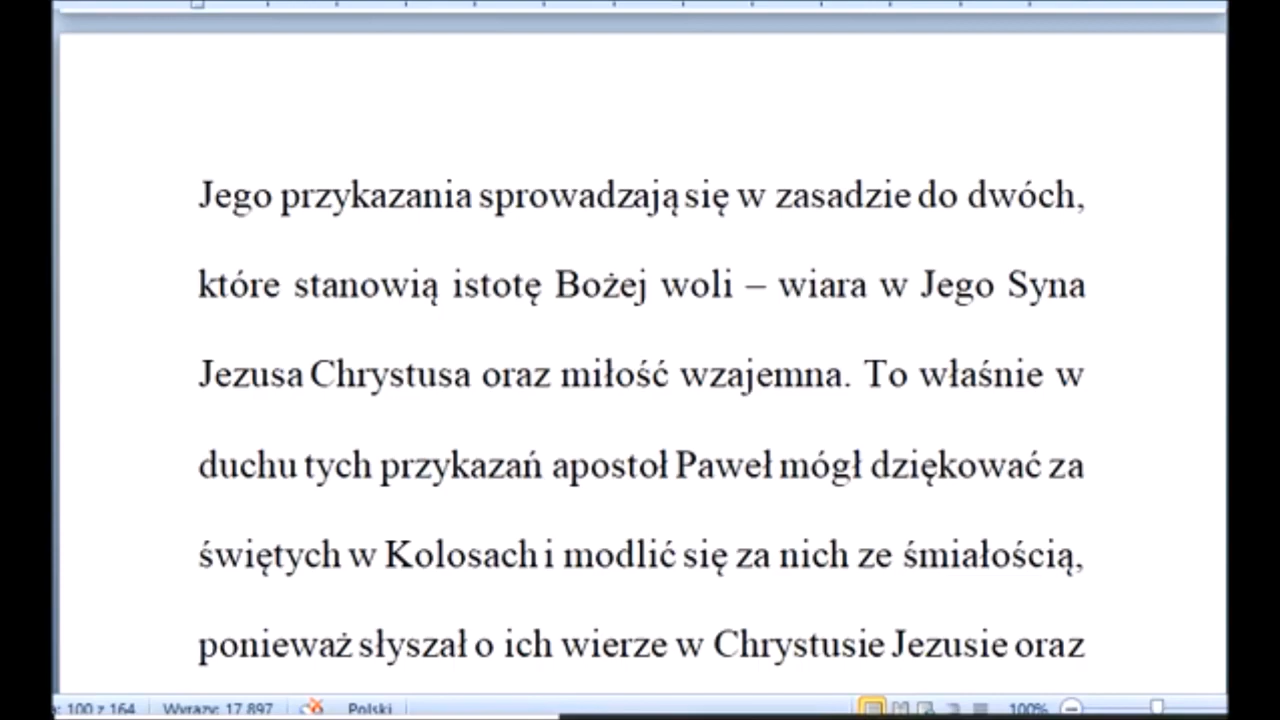 Jego przykazania sprowadzają się w zasadzie do dwóch,
które stanowią istotę Bożej woli – wiara w Jego Syna
Jezusa Chrystusa oraz miłość wzajemna. To właśnie w
duchu tych przykazań apostoł Paweł mógł dziękować za
świętych w Kolosach i modlić się za nich ze śmiałością,
ponieważ słyszał o ich wierze w Chrystusie Jezusie oraz
100 z 164 Wyrazy: 17 897 Polski 100%